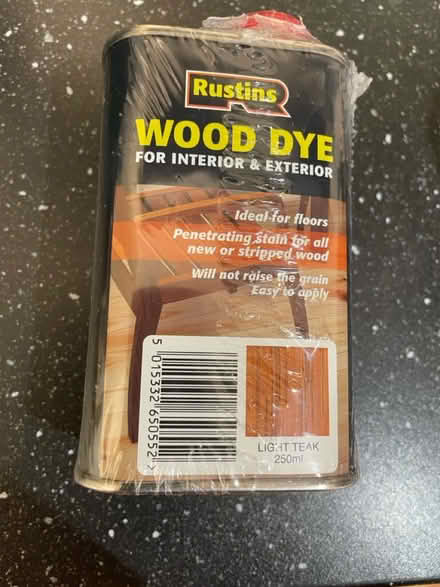 Rustins
WOOD DYE
FOR INTERIOR & EXTERIOR
Ideal for floors
Penetrating stain for all
new or stripped wood
Will not raise the grain
Easy to apply
5 015332 650552 >
LIGHT TEAK
250ml